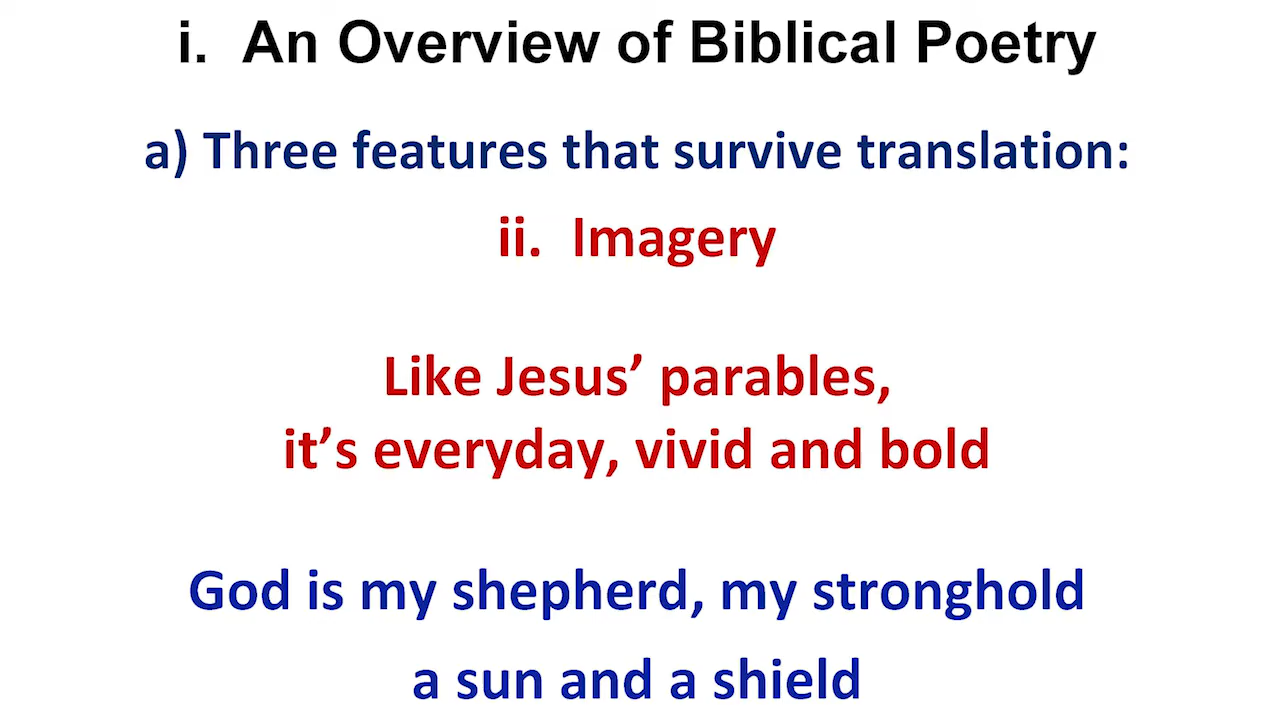 i. An Overview of Biblical Poetry
a) Three features that survive translation:
ii. Imagery
Like Jesus’ parables,
it’s everyday, vivid and bold
God is my shepherd, my stronghold
a sun and a shield